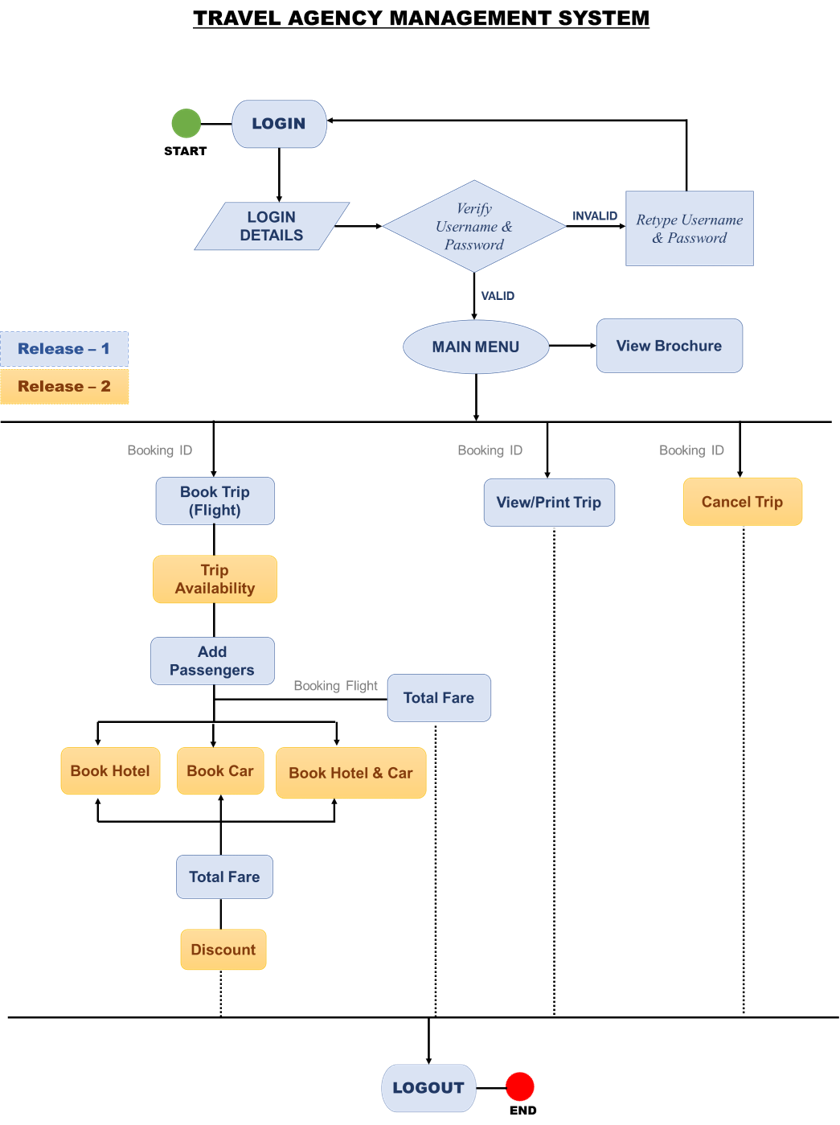 TRAVEL AGENCY MANAGEMENT SYSTEM
LOGIN
START
LOGIN
DETAILS
Verify
Username &
Password
INVALID
Retype Username
& Password
VALID
MAIN MENU
View Brochure
Release – 1
Release – 2
Booking ID
Booking ID
Booking ID
Book Trip
(Flight)
View/Print Trip
Cancel Trip
Trip
Availability
Add
Passengers
Booking Flight
Total Fare
Book Hotel
Book Car
Book Hotel & Car
Total Fare
Discount
LOGOUT
END